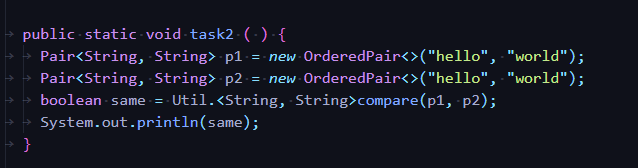 public static void task2 ( ) {
Pair<String, String> p1 = new OrderedPair<>("hello", "world");
Pair<String, String> p2 = new OrderedPair<>("hello", "world");
boolean same = Util.<String, String>compare(p1, p2);
System.out.println(same);
}